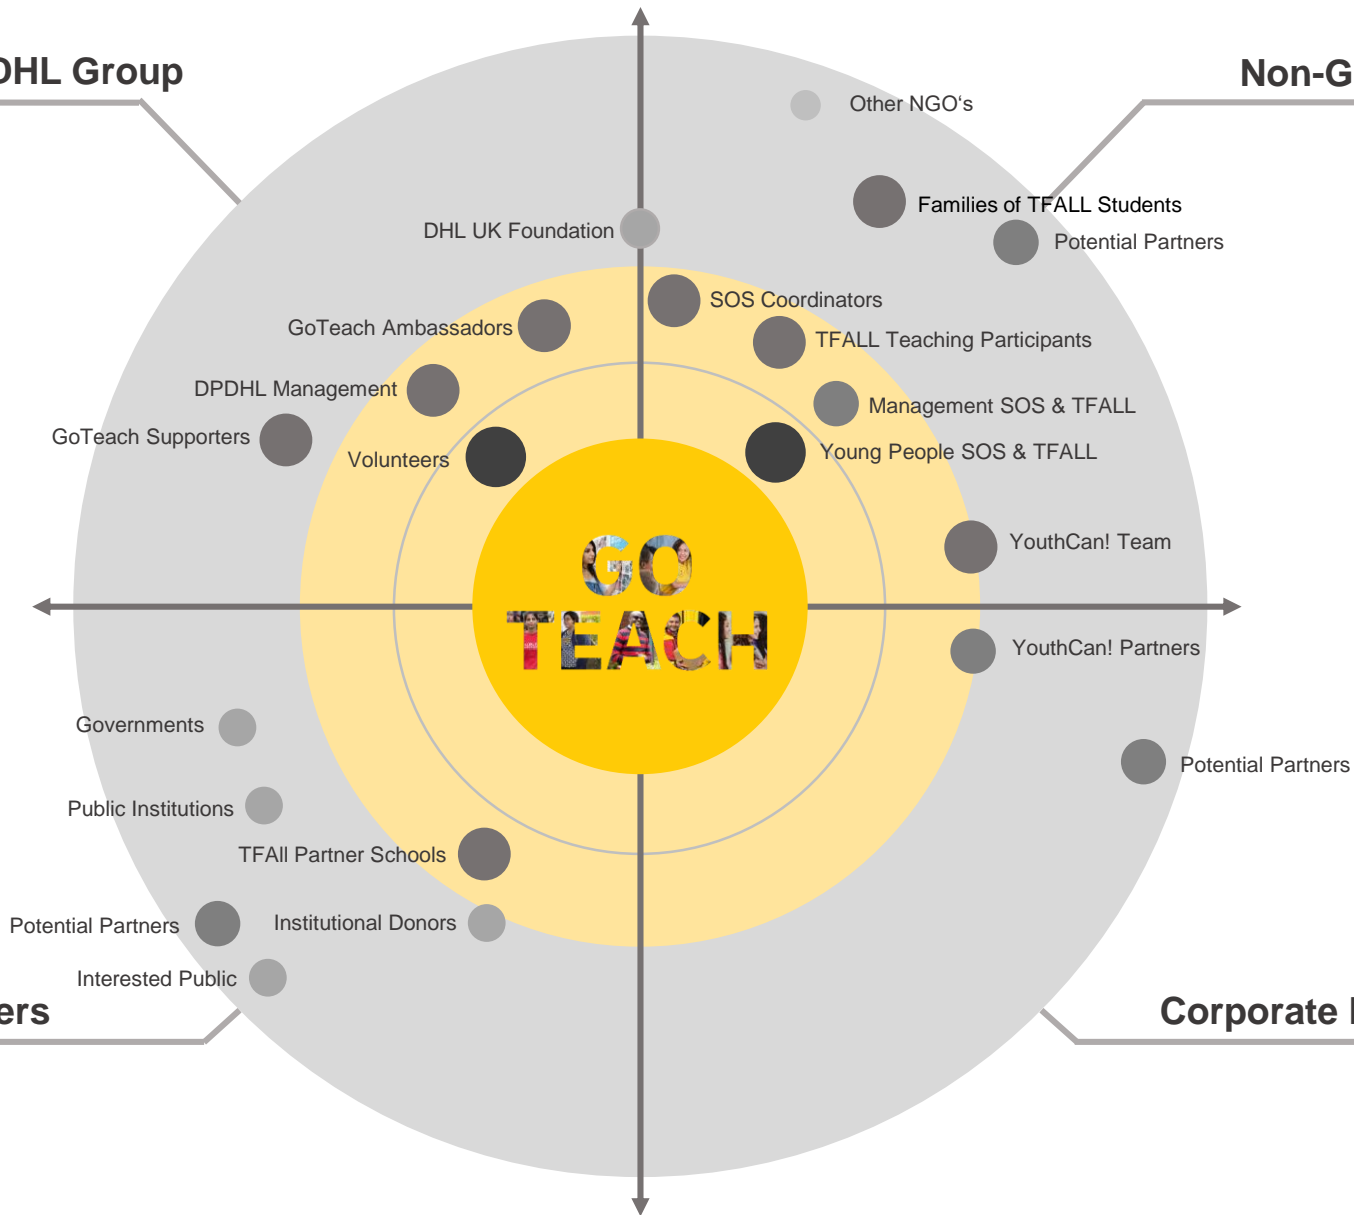 DHL Group
Non-G
Other NGO's
Families of TFALL Students
Potential Partners
DHL UK Foundation
SOS Coordinators
GoTeach Ambassadors
TFALL Teaching Participants
DPDHL Management
Management SOS & TFALL
GoTeach Supporters
Volunteers
Young People SOS & TFALL
GO
TEACH
YouthCan! Team
YouthCan! Partners
Governments
Potential Partners
Public Institutions
TFAll Partner Schools
Potential Partners
Institutional Donors
Interested Public
ers
Corporate